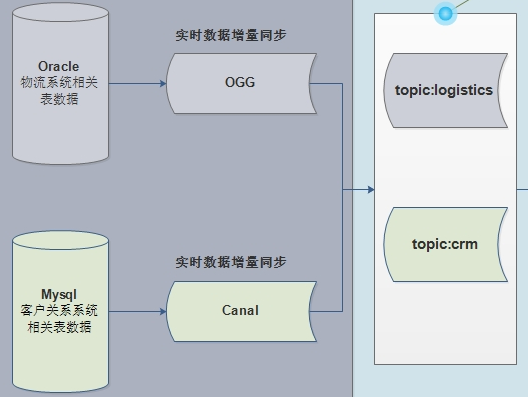 Oracle
物流系统相关
表数据
实时数据增量同步
OGG
topic:logistics
Mysql
客户关系系统
相关表数据
实时数据增量同步
Canal
topic:crm